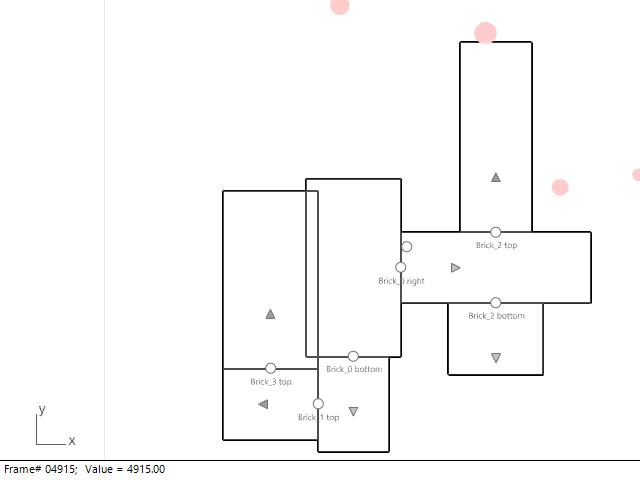 Brick_2 top
Brick_0 right
Brick_2 bottom
Brick_0 bottom
Brick_3 top
Brick_1 top
y
x
Frame# 04915; Value = 4915.00